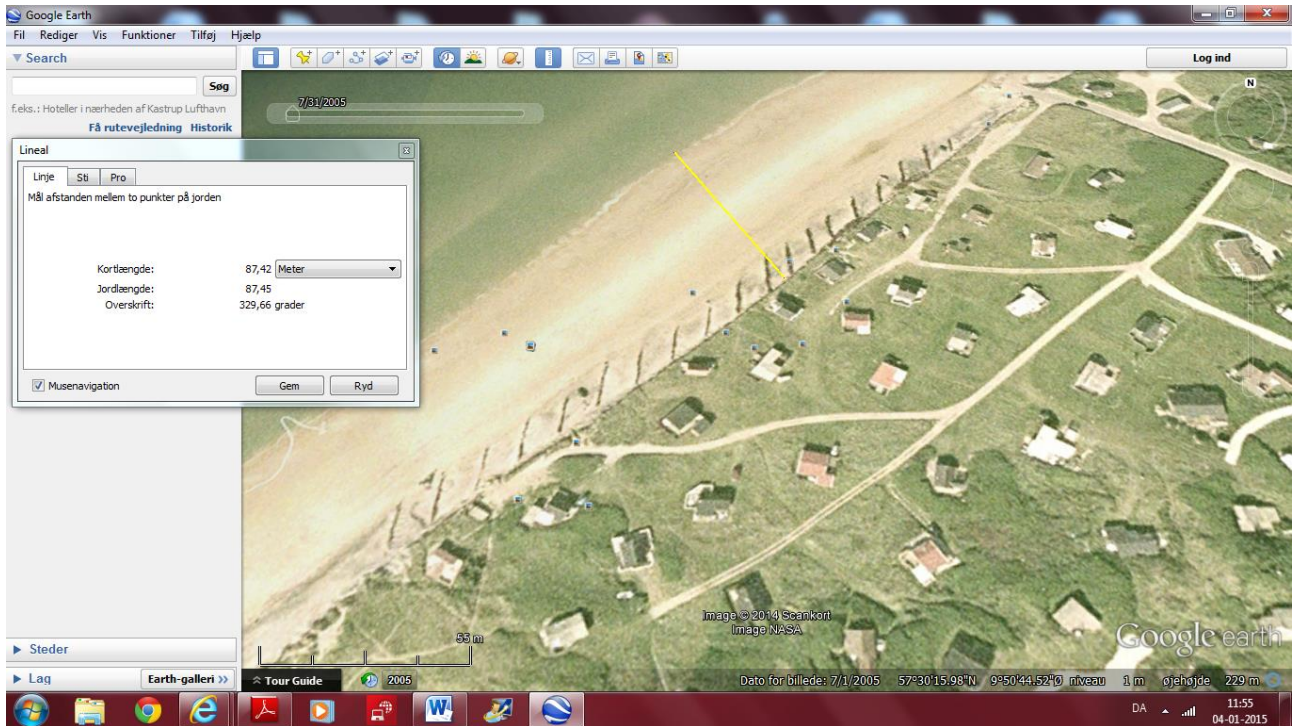 Google Earth
Fil Rediger Vis Funktioner Tilføj Hjælp
Search
Log ind
Søg
f.eks.: Hoteller i nærheden af Kastrup Lufthavn
Få rutevejledning Historik
7/31/2005
N
Lineal
Linje Sti Pro
Mål afstanden mellem to punkter på jorden
Kortlængde: 87,42 Meter
Jordlængde: 87,45
Overskrift: 329,66 grader
Musenavigation Gem Ryd
Image © 2014 Scankort
Image NASA
Google earth
55 m
Steder
Lag Earth-galleri >>
Tour Guide 2005 Dato for billede: 7/1/2005 57°30'15.98"N 9°50'44.52"Ø niveau 1 m øjehøjde 229 m
DA 11:55
04-01-2015